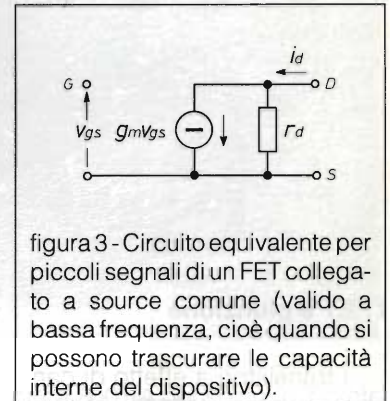 id
G
D
vgs
gmvgs
rd
S
figura 3 - Circuito equivalente per
piccoli segnali di un FET collega-
to a source comune (valido a
bassa frequenza, cioè quando si
possono trascurare le capacità
interne del dispositivo).